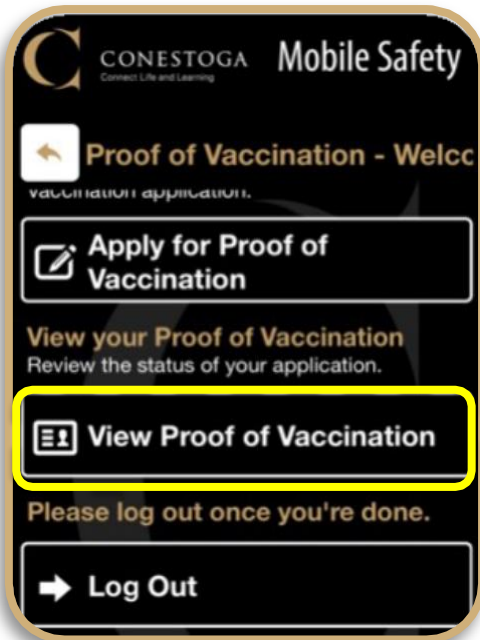 CONESTOGA
Connect Life and Learning
Mobile Safety
Proof of Vaccination - Welcc
vaccination application.
Apply for Proof of
Vaccination
View your Proof of Vaccination
Review the status of your application.
View Proof of Vaccination
Please log out once you're done.
Log Out